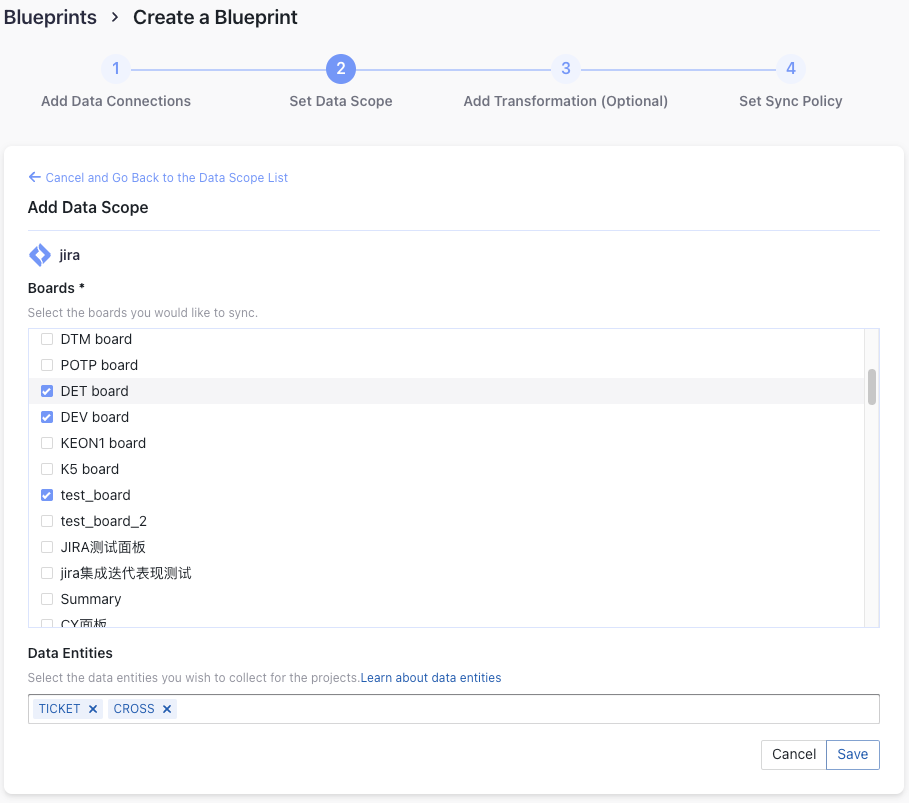 Blueprints > Create a Blueprint
1 2 3 4
Add Data Connections Set Data Scope Add Transformation (Optional) Set Sync Policy
← Cancel and Go Back to the Data Scope List
Add Data Scope
jira
Boards *
Select the boards you would like to sync.
DTM board
POTP board
DET board
DEV board
KEON1 board
K5 board
test_board
test_board_2
JIRA测试面板
jira集成迭代表现测试
Summary
CY面板
Data Entities
Select the data entities you wish to collect for the projects.Learn about data entities
TICKET × CROSS ×
Cancel Save